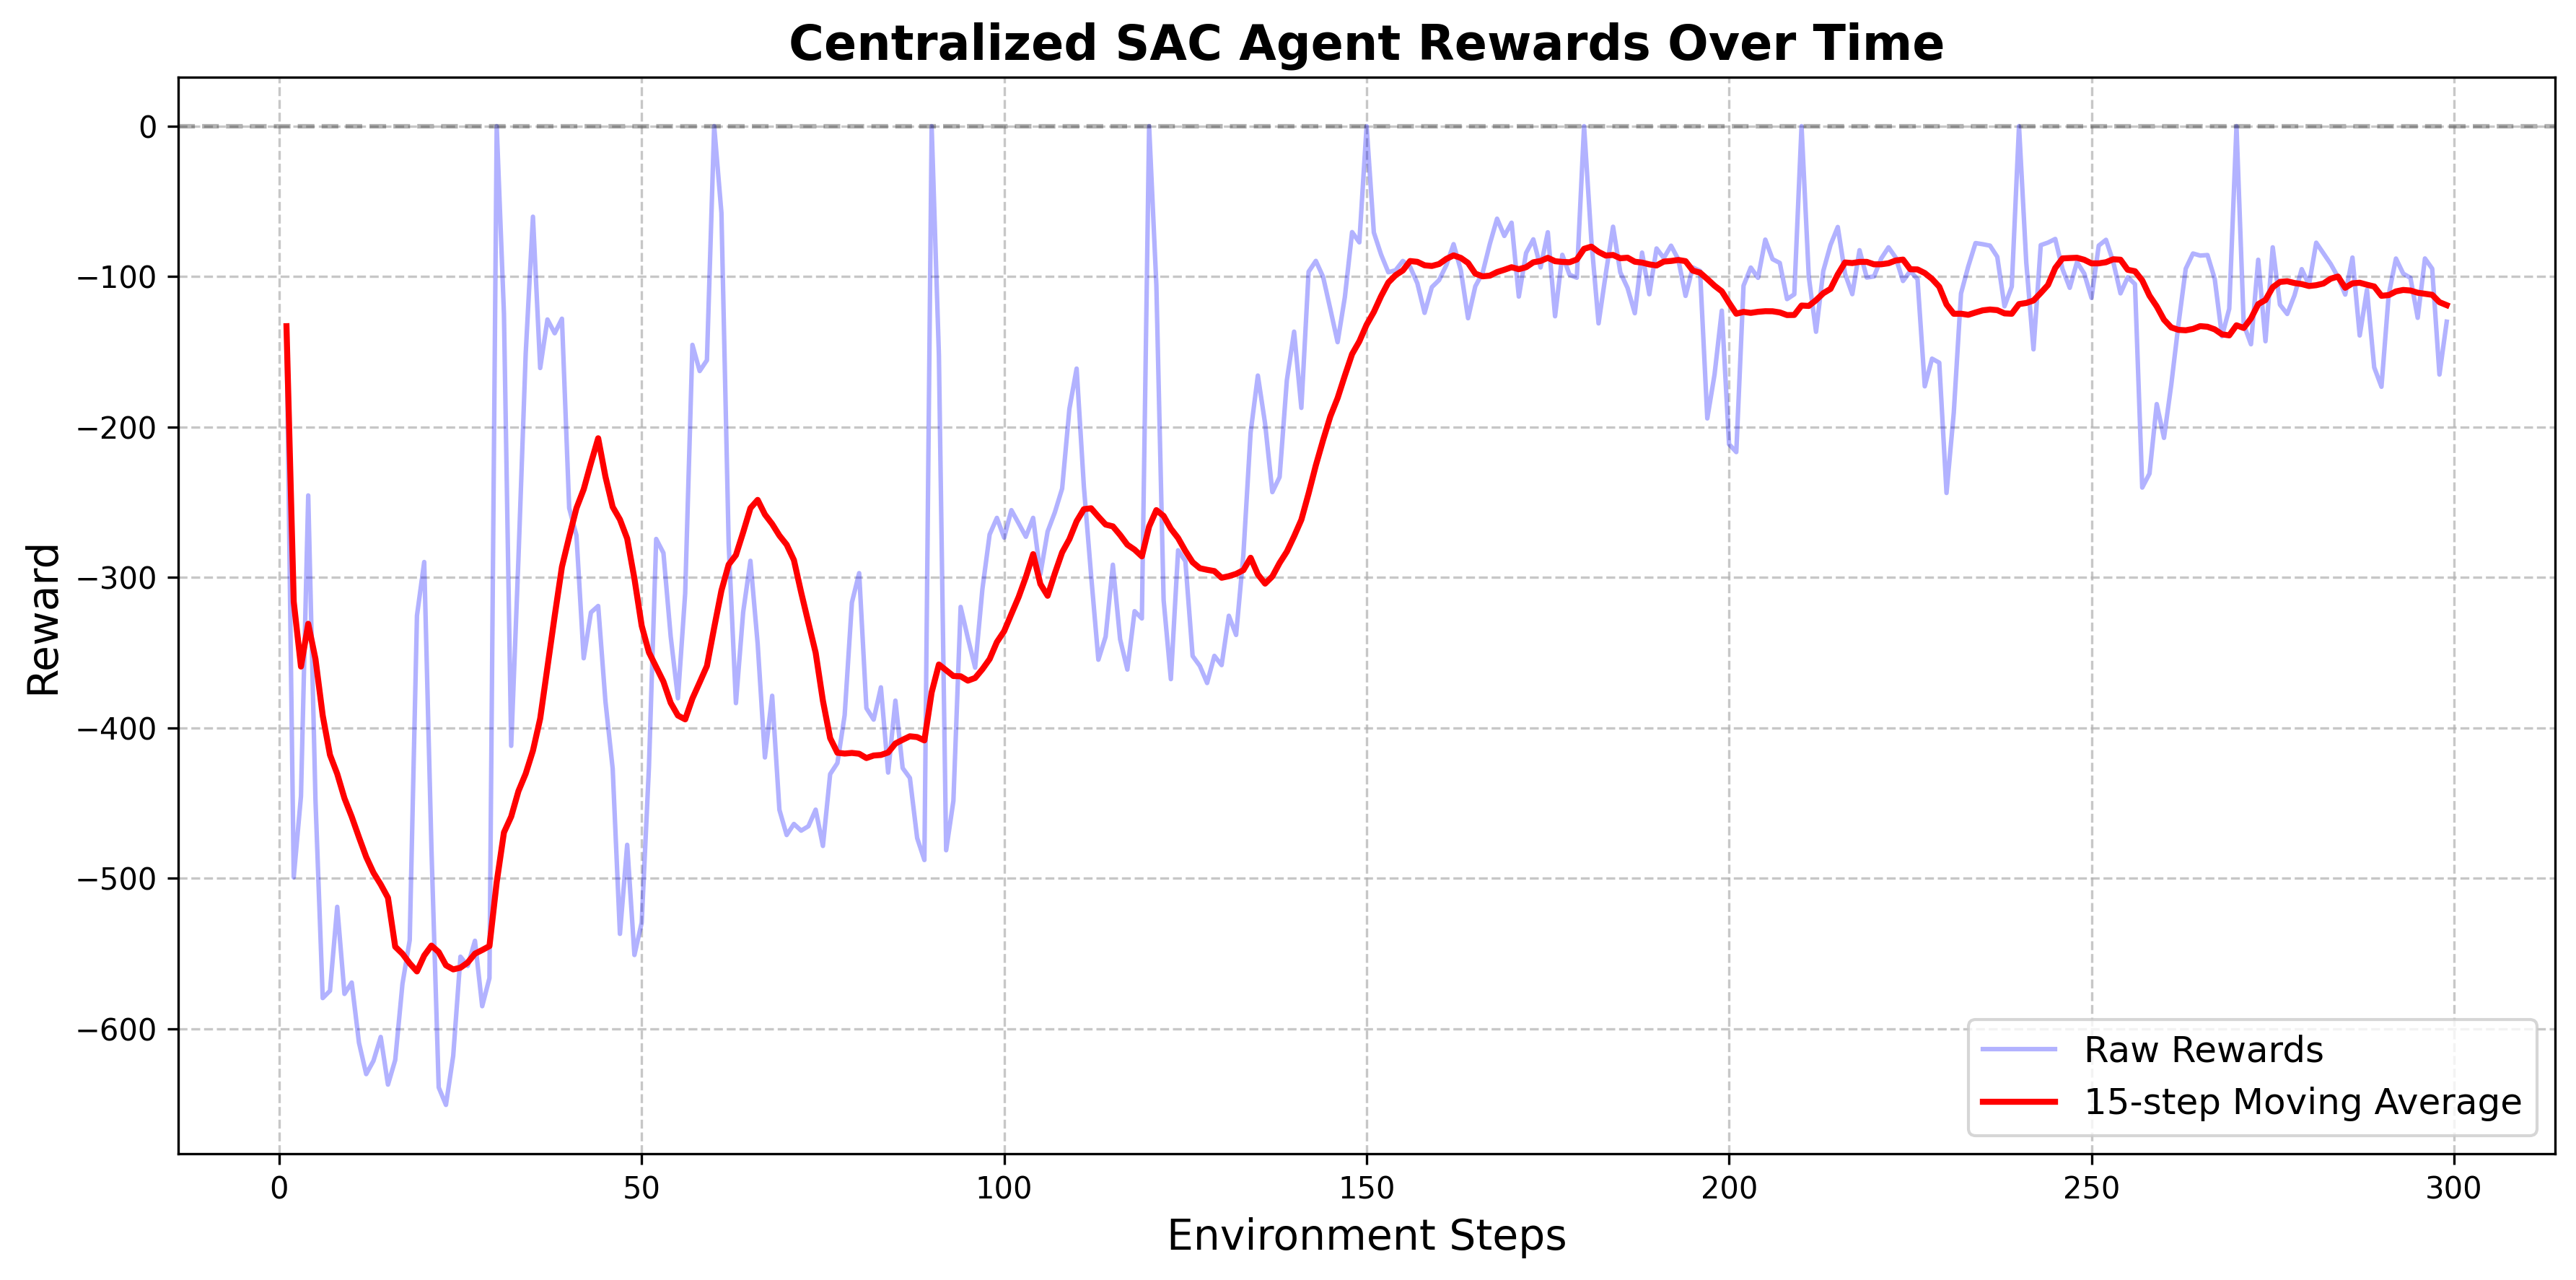 Centralized SAC Agent Rewards Over Time
Reward
0
−100
−200
−300
−400
−500
−600
0 50 100 150 200 250 300
Environment Steps
Raw Rewards
15-step Moving Average